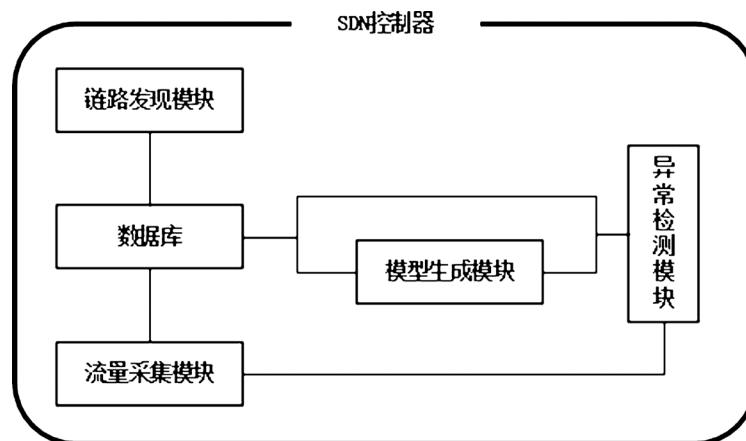 SDN控制器
链路发现模块
数据库
模型生成模块
异常检测模块
流量采集模块